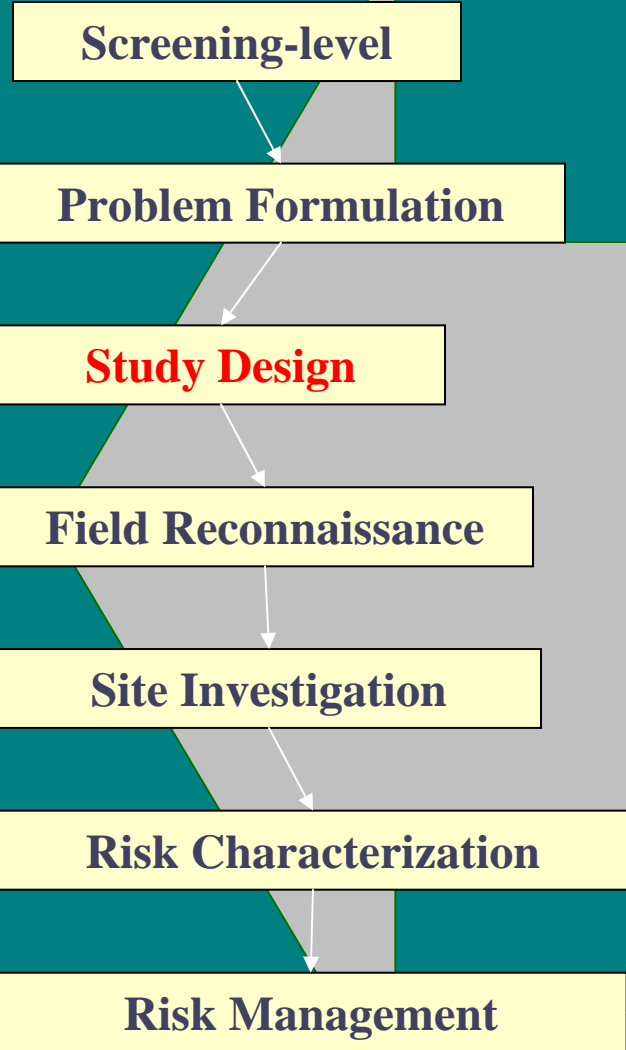 Screening-level
Problem Formulation
Study Design
Field Reconnaissance
Site Investigation
Risk Characterization
Risk Management